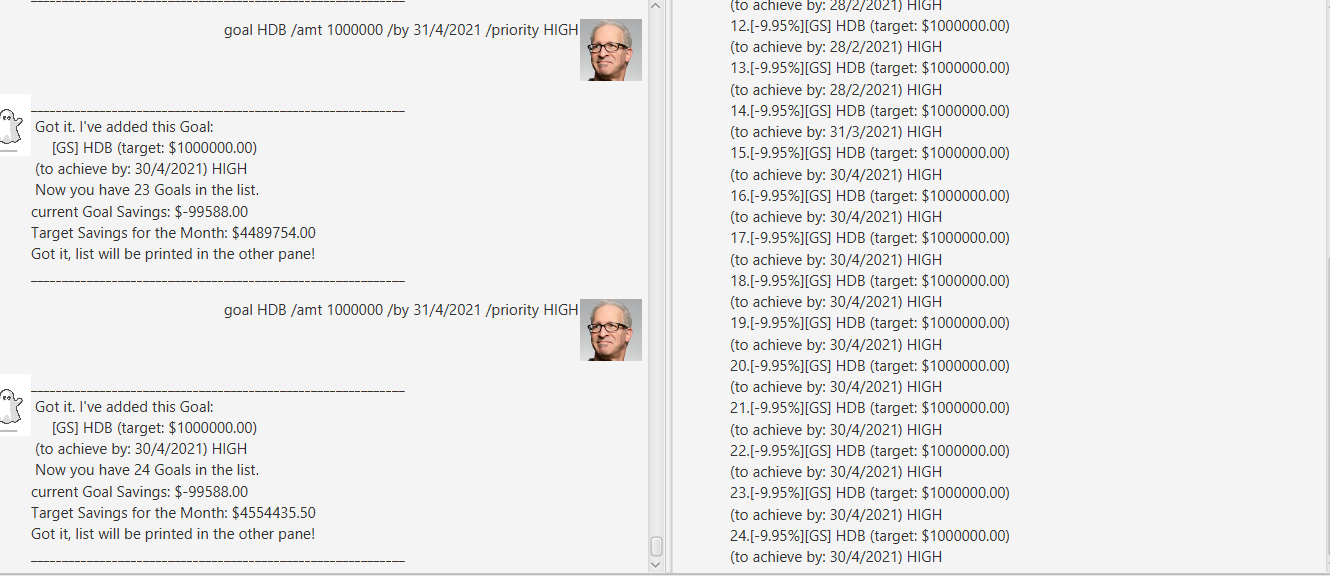 goal HDB /amt 1000000 /by 31/4/2021 /priority HIGH
Got it. I've added this Goal:
[GS] HDB (target: $1000000.00)
(to achieve by: 30/4/2021) HIGH
Now you have 23 Goals in the list.
current Goal Savings: $-99588.00
Target Savings for the Month: $4489754.00
Got it, list will be printed in the other pane!
goal HDB /amt 1000000 /by 31/4/2021 /priority HIGH
Got it. I've added this Goal:
[GS] HDB (target: $1000000.00)
(to achieve by: 30/4/2021) HIGH
Now you have 24 Goals in the list.
current Goal Savings: $-99588.00
Target Savings for the Month: $4554435.50
Got it, list will be printed in the other pane!
(to achieve by: 28/2/2021) HIGH
12.[-9.95%][GS] HDB (target: $1000000.00)
(to achieve by: 28/2/2021) HIGH
13.[-9.95%][GS] HDB (target: $1000000.00)
(to achieve by: 28/2/2021) HIGH
14.[-9.95%][GS] HDB (target: $1000000.00)
(to achieve by: 31/3/2021) HIGH
15.[-9.95%][GS] HDB (target: $1000000.00)
(to achieve by: 30/4/2021) HIGH
16.[-9.95%][GS] HDB (target: $1000000.00)
(to achieve by: 30/4/2021) HIGH
17.[-9.95%][GS] HDB (target: $1000000.00)
(to achieve by: 30/4/2021) HIGH
18.[-9.95%][GS] HDB (target: $1000000.00)
(to achieve by: 30/4/2021) HIGH
19.[-9.95%][GS] HDB (target: $1000000.00)
(to achieve by: 30/4/2021) HIGH
20.[-9.95%][GS] HDB (target: $1000000.00)
(to achieve by: 30/4/2021) HIGH
21.[-9.95%][GS] HDB (target: $1000000.00)
(to achieve by: 30/4/2021) HIGH
22.[-9.95%][GS] HDB (target: $1000000.00)
(to achieve by: 30/4/2021) HIGH
23.[-9.95%][GS] HDB (target: $1000000.00)
(to achieve by: 30/4/2021) HIGH
24.[-9.95%][GS] HDB (target: $1000000.00)
(to achieve by: 30/4/2021) HIGH